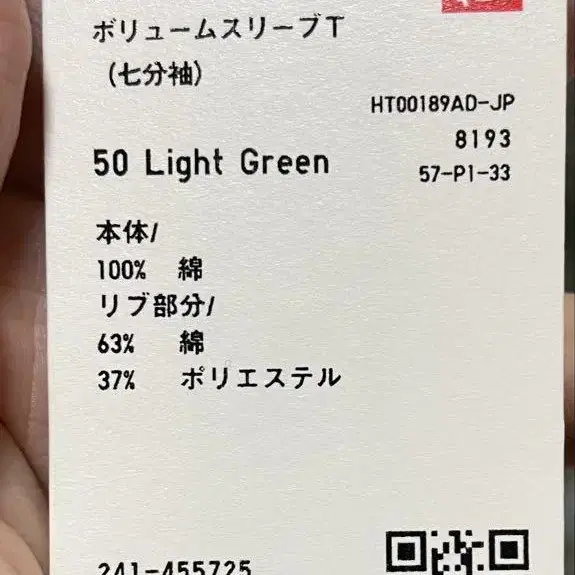 ボリュームスリーブT
(七分袖)
HT00189AD-JP
8193
50 Light Green
57-P1-33
本体/
100% 綿
リブ部分/
63% 綿
37% ポリエステル
241-455725